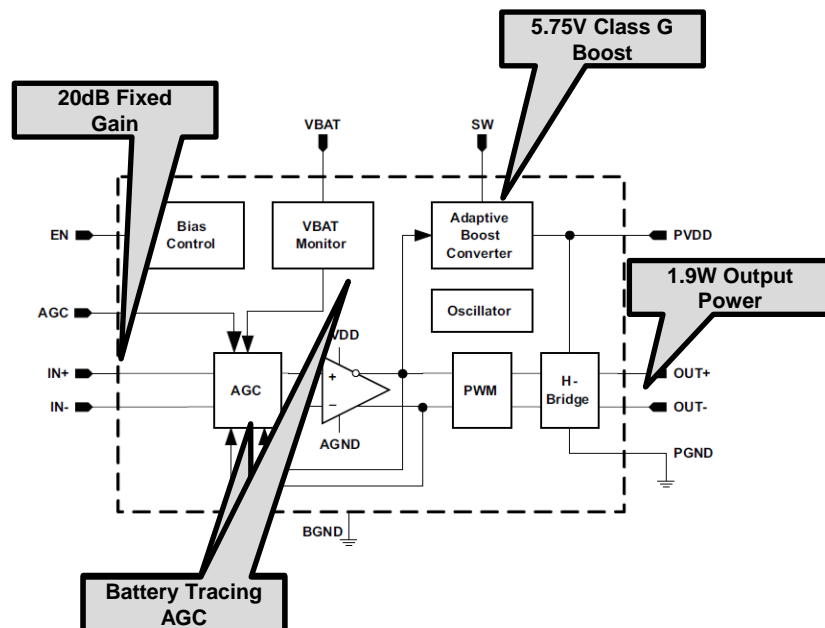 5.75V Class G
Boost
20dB Fixed
Gain
VBAT
SW
Bias
Control
VBAT
Monitor
Adaptive
Boost
Converter
EN
PVDD
1.9W Output
Power
AGC
Oscillator
VDD
IN+
IN-
AGC
+
−
PWM
H-
Bridge
OUT+
OUT-
AGND
PGND
BGND
Battery Tracing
AGC